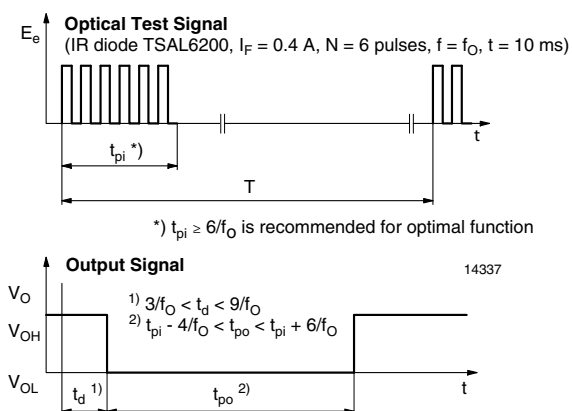 Optical Test Signal
E_e
(IR diode TSAL6200, I_F = 0.4 A, N = 6 pulses, f = f_O, t = 10 ms)
t
t_pi *)
T
*) t_pi ≥ 6/f_O is recommended for optimal function
Output Signal
14337
V_O
1) 3/f_O < t_d < 9/f_O
2) t_pi - 4/f_O < t_po < t_pi + 6/f_O
V_OH
V_OL
t_d 1)
t_po 2)
t